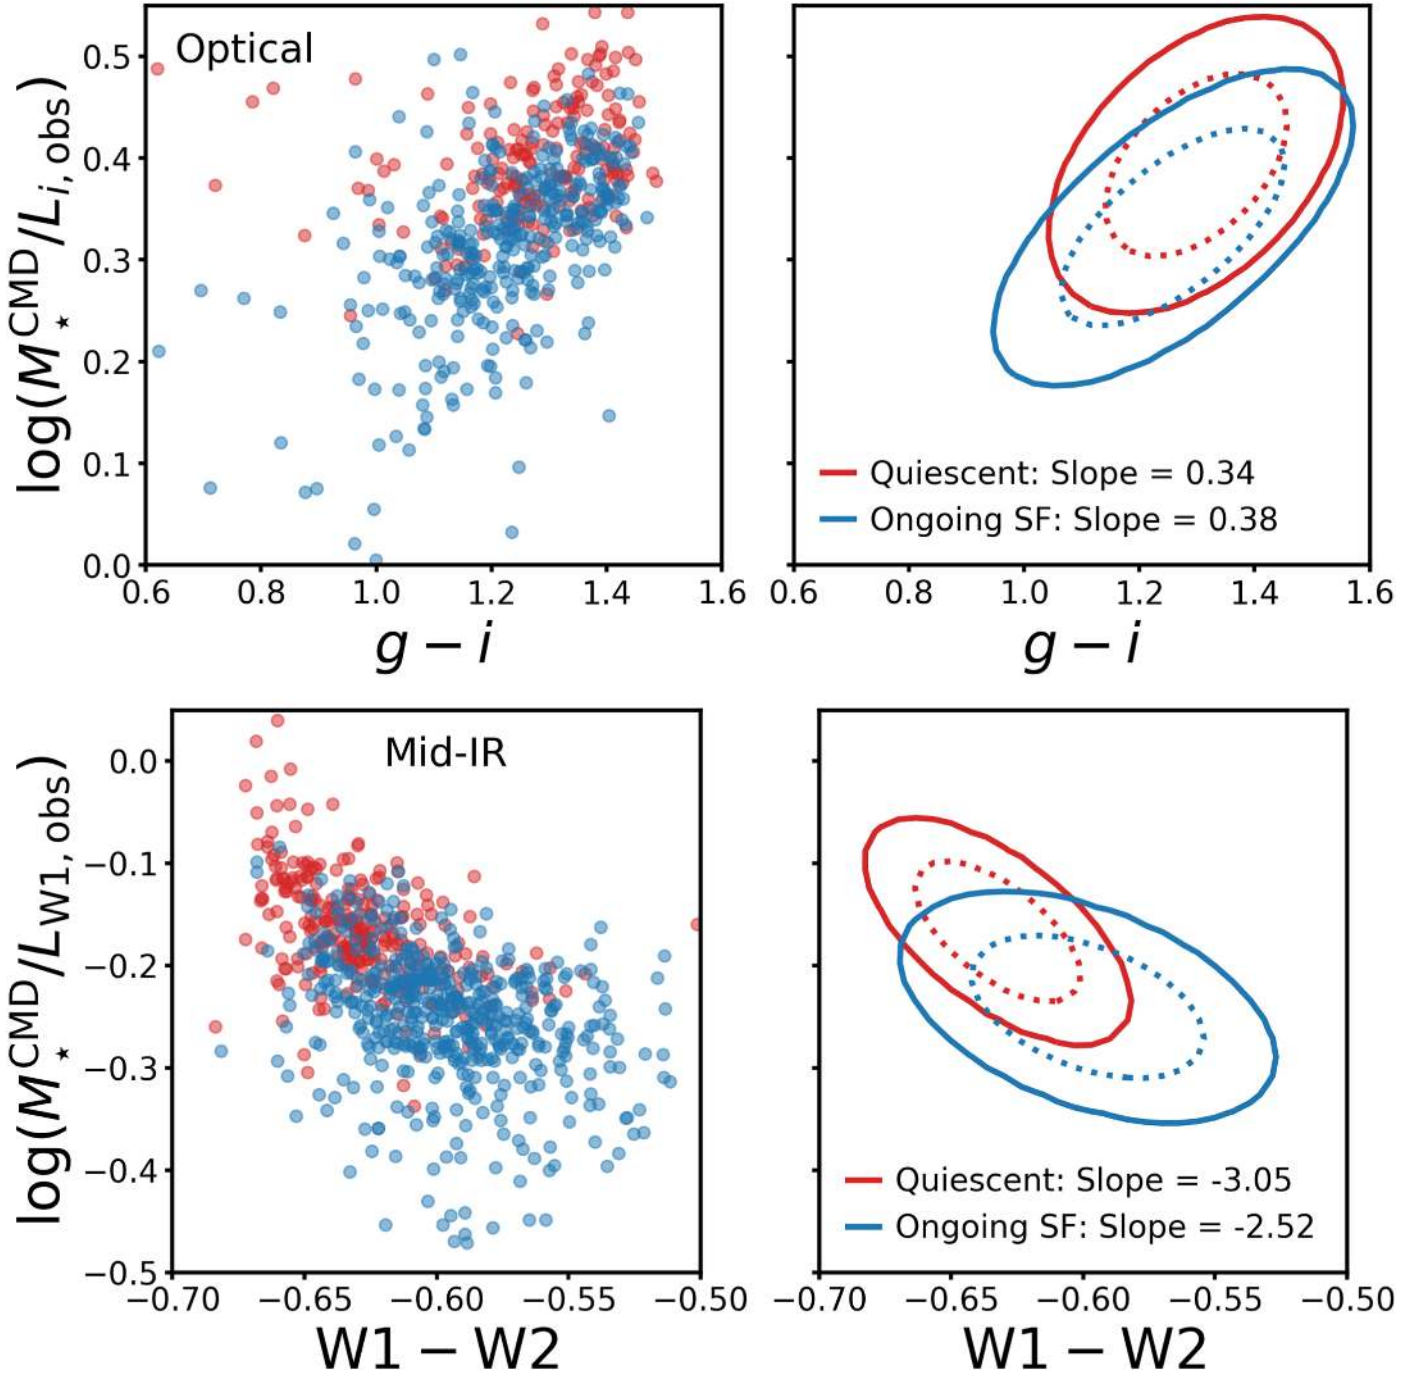 Optical
log(M⋆^CMD/L_i, obs)
0.5
0.4
0.3
0.2
0.1
0.0
0.6 0.8 1.0 1.2 1.4 1.6
g − i
Quiescent: Slope = 0.34
Ongoing SF: Slope = 0.38
0.6 0.8 1.0 1.2 1.4 1.6
g − i
Mid-IR
log(M⋆^CMD/L_W1, obs)
0.0
−0.1
−0.2
−0.3
−0.4
−0.5
−0.70 −0.65 −0.60 −0.55 −0.50
W1 − W2
Quiescent: Slope = -3.05
Ongoing SF: Slope = -2.52
−0.70 −0.65 −0.60 −0.55 −0.50
W1 − W2